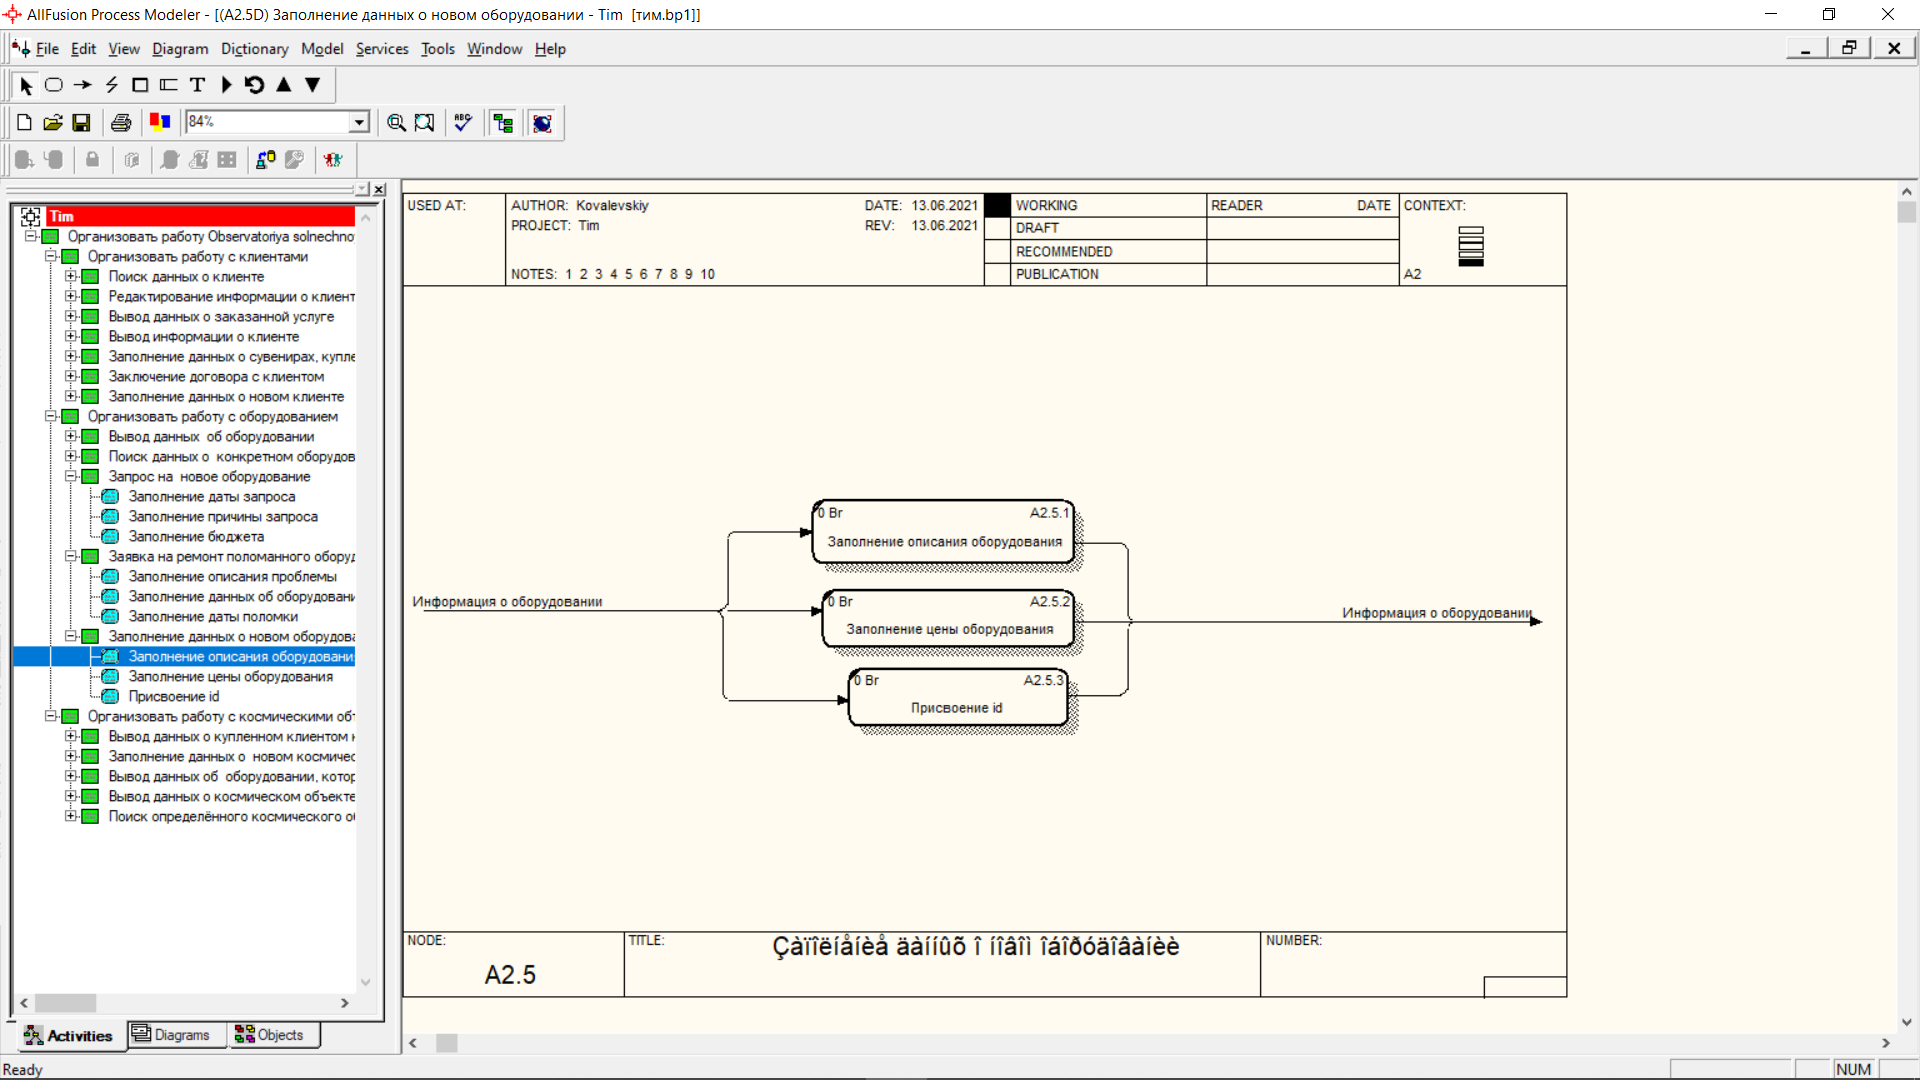 AllFusion Process Modeler - [(A2.5D) Заполнение данных о новом оборудовании - Tim  [тим.bp1]]
File Edit View Diagram Dictionary Model Services Tools Window Help
84%
Tim
Организовать работу Observatoriya solnechno
Организовать работу с клиентами
Поиск данных о клиенте
Редактирование информации о клиент
Вывод данных о заказанной услуге
Вывод информации о клиенте
Заполнение данных о сувенирах, купле
Заключение договора с клиентом
Заполнение данных о новом клиенте
Организовать работу с оборудованием
Вывод данных  об оборудовании
Поиск данных о  конкретном оборудов
Запрос на  новое оборудование
Заполнение даты запроса
Заполнение причины запроса
Заполнение бюджета
Заявка на ремонт поломанного оборуд
Заполнение описания проблемы
Заполнение данных об оборудовани
Заполнение даты поломки
Заполнение данных о новом оборудова
Заполнение описания оборудовани
Заполнение цены оборудования
Присвоение id
Организовать работу с космическими об
Вывод данных о купленном клиентом
Заполнение данных о  новом космичес
Вывод данных об  оборудовании, котор
Вывод данных о космическом объекте
Поиск определённого космического о
Activities Diagrams Objects
USED AT:
AUTHOR: Kovalevskiy
PROJECT: Tim
NOTES: 1 2 3 4 5 6 7 8 9 10
DATE: 13.06.2021
REV: 13.06.2021
WORKING
DRAFT
RECOMMENDED
PUBLICATION
READER DATE
CONTEXT:
A2
0 Br A2.5.1
Заполнение описания оборудования
Информация о оборудовании
0 Br A2.5.2
Заполнение цены оборудования
Информация о оборудовании
0 Br A2.5.3
Присвоение id
NODE:
A2.5
TITLE:
Çàïîëíåíèå äàííûõ î íîâîì îáîðóäîâàíèè
NUMBER:
Ready
NUM